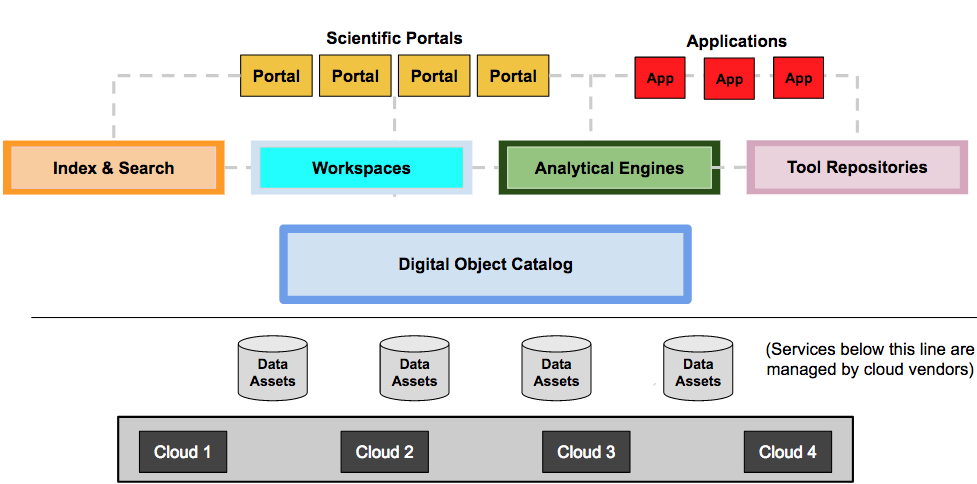 Scientific Portals
Applications
Portal
Portal
Portal
Portal
App
App
App
Index & Search
Workspaces
Analytical Engines
Tool Repositories
Digital Object Catalog
(Services below this line are
managed by cloud vendors)
Data
Assets
Data
Assets
Data
Assets
Data
Assets
Cloud 1
Cloud 2
Cloud 3
Cloud 4